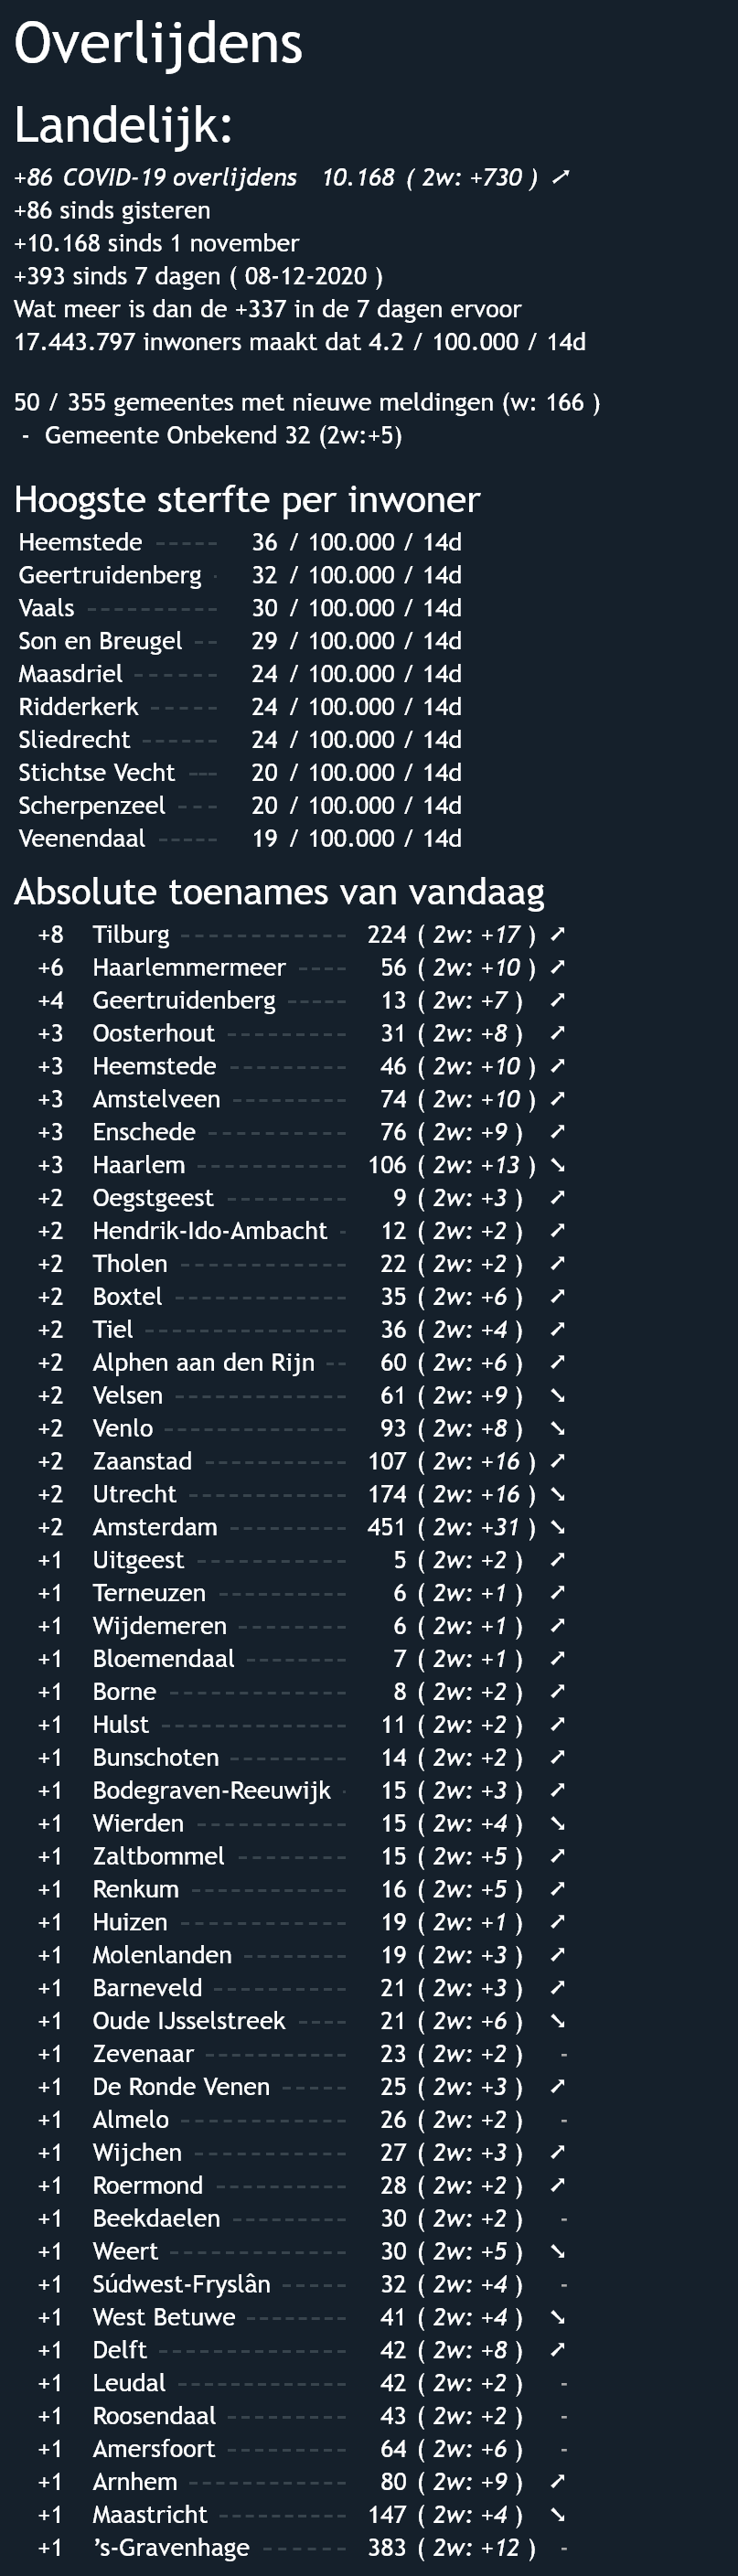 Overlijdens
Landelijk:
+86 COVID-19 overlijdens 10.168 ( 2w: +730 ) ➚
+86 sinds gisteren
+10.168 sinds 1 november
+393 sinds 7 dagen ( 08-12-2020 )
Wat meer is dan de +337 in de 7 dagen ervoor
17.443.797 inwoners maakt dat 4.2 / 100.000 / 14d
50 / 355 gemeentes met nieuwe meldingen (w: 166 )
- Gemeente Onbekend 32 (2w:+5)
Hoogste sterfte per inwoner
Heemstede ----- 36 / 100.000 / 14d
Geertruidenberg - 32 / 100.000 / 14d
Vaals ---------- 30 / 100.000 / 14d
Son en Breugel -- 29 / 100.000 / 14d
Maasdriel ------ 24 / 100.000 / 14d
Ridderkerk ----- 24 / 100.000 / 14d
Sliedrecht ------ 24 / 100.000 / 14d
Stichtse Vecht --- 20 / 100.000 / 14d
Scherpenzeel --- 20 / 100.000 / 14d
Veenendaal ----- 19 / 100.000 / 14d
Absolute toenames van vandaag
+8 Tilburg ------------- 224 ( 2w: +17 ) ➚
+6 Haarlemmermeer ---- 56 ( 2w: +10 ) ➚
+4 Geertruidenberg ----- 13 ( 2w: +7 ) ➚
+3 Oosterhout --------- 31 ( 2w: +8 ) ➚
+3 Heemstede --------- 46 ( 2w: +10 ) ➚
+3 Amstelveen --------- 74 ( 2w: +10 ) ➚
+3 Enschede ----------- 76 ( 2w: +9 ) ➚
+3 Haarlem ------------ 106 ( 2w: +13 ) ➘
+2 Oegstgeest --------- 9 ( 2w: +3 ) ➚
+2 Hendrik-Ido-Ambacht - 12 ( 2w: +2 ) ➚
+2 Tholen ------------- 22 ( 2w: +2 ) ➚
+2 Boxtel ------------- 35 ( 2w: +6 ) ➚
+2 Tiel ---------------- 36 ( 2w: +4 ) ➚
+2 Alphen aan den Rijn -- 60 ( 2w: +6 ) ➚
+2 Velsen ------------- 61 ( 2w: +9 ) ➘
+2 Venlo -------------- 93 ( 2w: +8 ) ➘
+2 Zaanstad ----------- 107 ( 2w: +16 ) ➚
+2 Utrecht ------------ 174 ( 2w: +16 ) ➘
+2 Amsterdam --------- 451 ( 2w: +31 ) ➘
+1 Uitgeest ------------ 5 ( 2w: +2 ) ➚
+1 Terneuzen ---------- 6 ( 2w: +1 ) ➚
+1 Wijdemeren -------- 6 ( 2w: +1 ) ➚
+1 Bloemendaal -------- 7 ( 2w: +1 ) ➚
+1 Borne -------------- 8 ( 2w: +2 ) ➚
+1 Hulst -------------- 11 ( 2w: +2 ) ➚
+1 Bunschoten --------- 14 ( 2w: +2 ) ➚
+1 Bodegraven-Reeuwijk - 15 ( 2w: +3 ) ➚
+1 Wierden ------------ 15 ( 2w: +4 ) ➘
+1 Zaltbommel -------- 15 ( 2w: +5 ) ➚
+1 Renkum ------------ 16 ( 2w: +5 ) ➚
+1 Huizen ------------- 19 ( 2w: +1 ) ➚
+1 Molenlanden -------- 19 ( 2w: +3 ) ➚
+1 Barneveld ---------- 21 ( 2w: +3 ) ➚
+1 Oude IJsselstreek ---- 21 ( 2w: +6 ) ➘
+1 Zevenaar ----------- 23 ( 2w: +2 ) -
+1 De Ronde Venen ----- 25 ( 2w: +3 ) ➚
+1 Almelo ------------- 26 ( 2w: +2 ) -
+1 Wijchen ------------ 27 ( 2w: +3 ) ➚
+1 Roermond ---------- 28 ( 2w: +2 ) ➚
+1 Beekdaelen --------- 30 ( 2w: +2 ) -
+1 Weert -------------- 30 ( 2w: +5 ) ➘
+1 Súdwest-Fryslân ----- 32 ( 2w: +4 ) -
+1 West Betuwe -------- 41 ( 2w: +4 ) ➘
+1 Delft --------------- 42 ( 2w: +8 ) ➚
+1 Leudal ------------- 42 ( 2w: +2 ) -
+1 Roosendaal --------- 43 ( 2w: +2 ) -
+1 Amersfoort --------- 64 ( 2w: +6 ) -
+1 Arnhem ------------ 80 ( 2w: +9 ) ➚
+1 Maastricht ---------- 147 ( 2w: +4 ) ➘
+1 ’s-Gravenhage ------ 383 ( 2w: +12 ) -